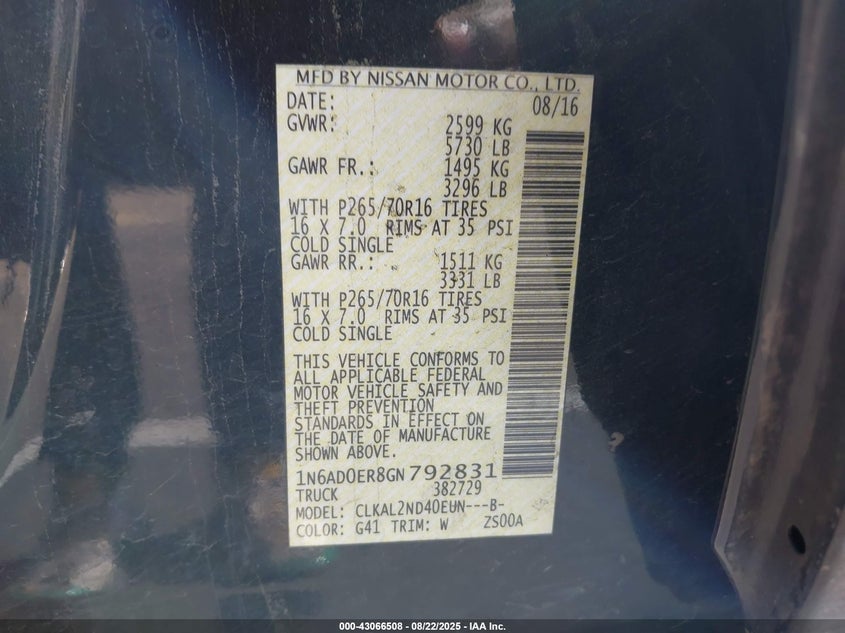 MFD BY NISSAN MOTOR CO., LTD.
DATE: 08/16
GVWR: 2599 KG
5730 LB
GAWR FR.: 1495 KG
3296 LB
WITH P265/70R16 TIRES
16 X 7.0 RIMS AT 35 PSI
COLD SINGLE
GAWR RR.: 1511 KG
3331 LB
WITH P265/70R16 TIRES
16 X 7.0 RIMS AT 35 PSI
COLD SINGLE
THIS VEHICLE CONFORMS TO
ALL APPLICABLE FEDERAL
MOTOR VEHICLE SAFETY AND
THEFT PREVENTION
STANDARDS IN EFFECT ON
THE DATE OF MANUFACTURE
SHOWN ABOVE.
1N6AD0ER8GN792831
TRUCK 382729
MODEL: CLKAL2ND40EUN---B-
COLOR: G41 TRIM: W ZS00A
000-43066508 - 08/22/2025 - IAA Inc.